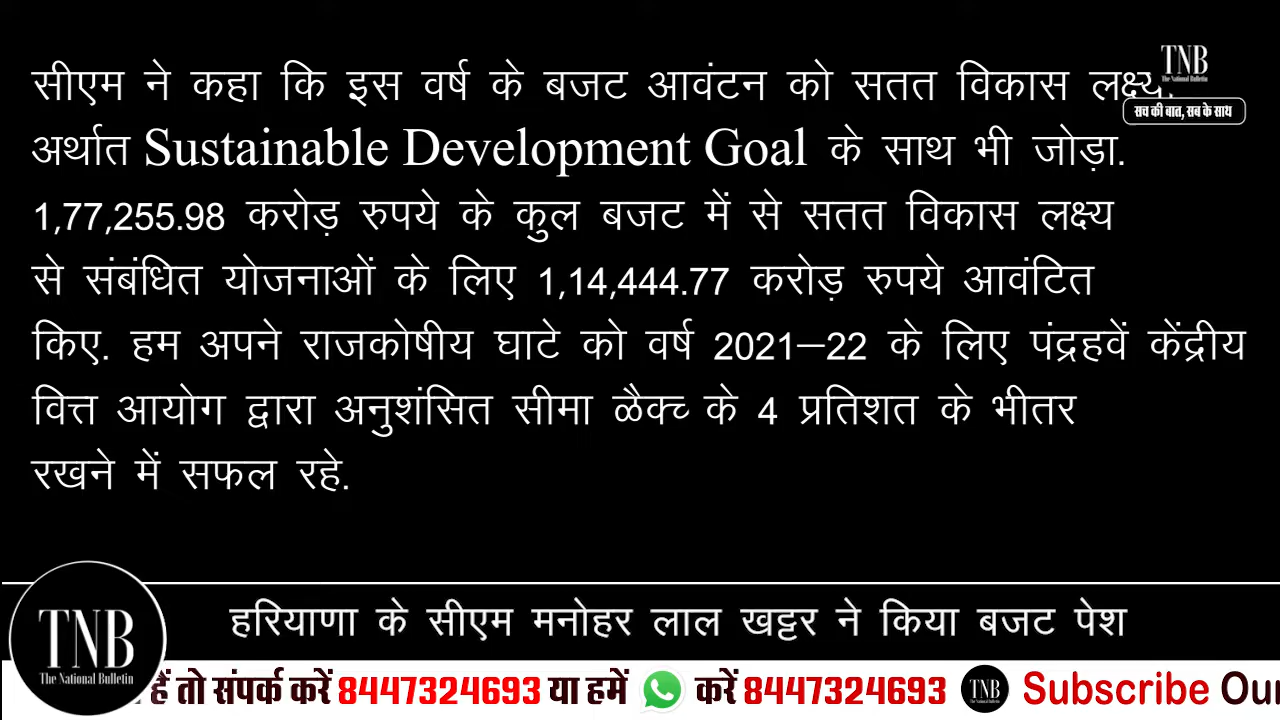 TNB
The National Bulletin
सच की बात, सब के साथ
सीएम ने कहा कि इस वर्ष के बजट आवंटन को सतत विकास लक्ष्य,
अर्थात Sustainable Development Goal के साथ भी जोड़ा.
1,77,255.98 करोड़ रुपये के कुल बजट में से सतत विकास लक्ष्य
से संबंधित योजनाओं के लिए 1,14,444.77 करोड़ रुपये आवंटित
किए. हम अपने राजकोषीय घाटे को वर्ष 2021–22 के लिए पंद्रहवें केंद्रीय
वित्त आयोग द्वारा अनुशंसित सीमा ळैक्च् के 4 प्रतिशत के भीतर
रखने में सफल रहे.
TNB
The National Bulletin
हरियाणा के सीएम मनोहर लाल खट्टर ने किया बजट पेश
हैं तो संपर्क करें 8447324693 या हमें करें 8447324693 TNB Subscribe Our